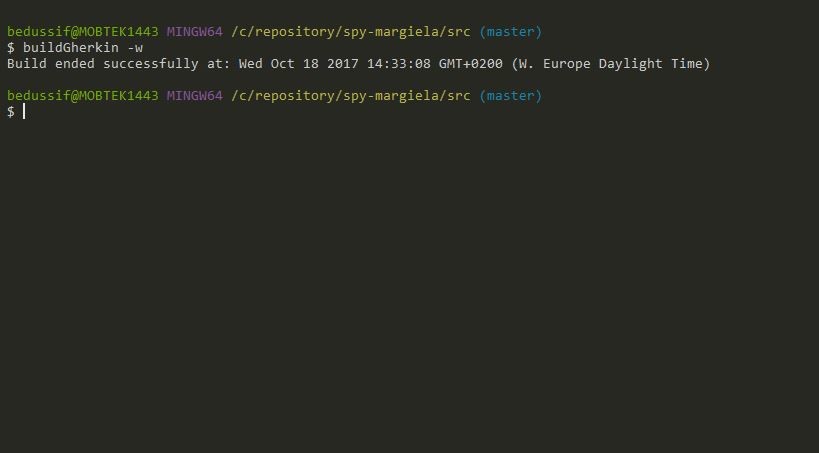 bedussif@MOBTEK1443 MINGW64 /c/repository/spy-margiela/src (master)
$ buildGherkin -w
Build ended successfully at: Wed Oct 18 2017 14:33:08 GMT+0200 (W. Europe Daylight Time)
bedussif@MOBTEK1443 MINGW64 /c/repository/spy-margiela/src (master)
$